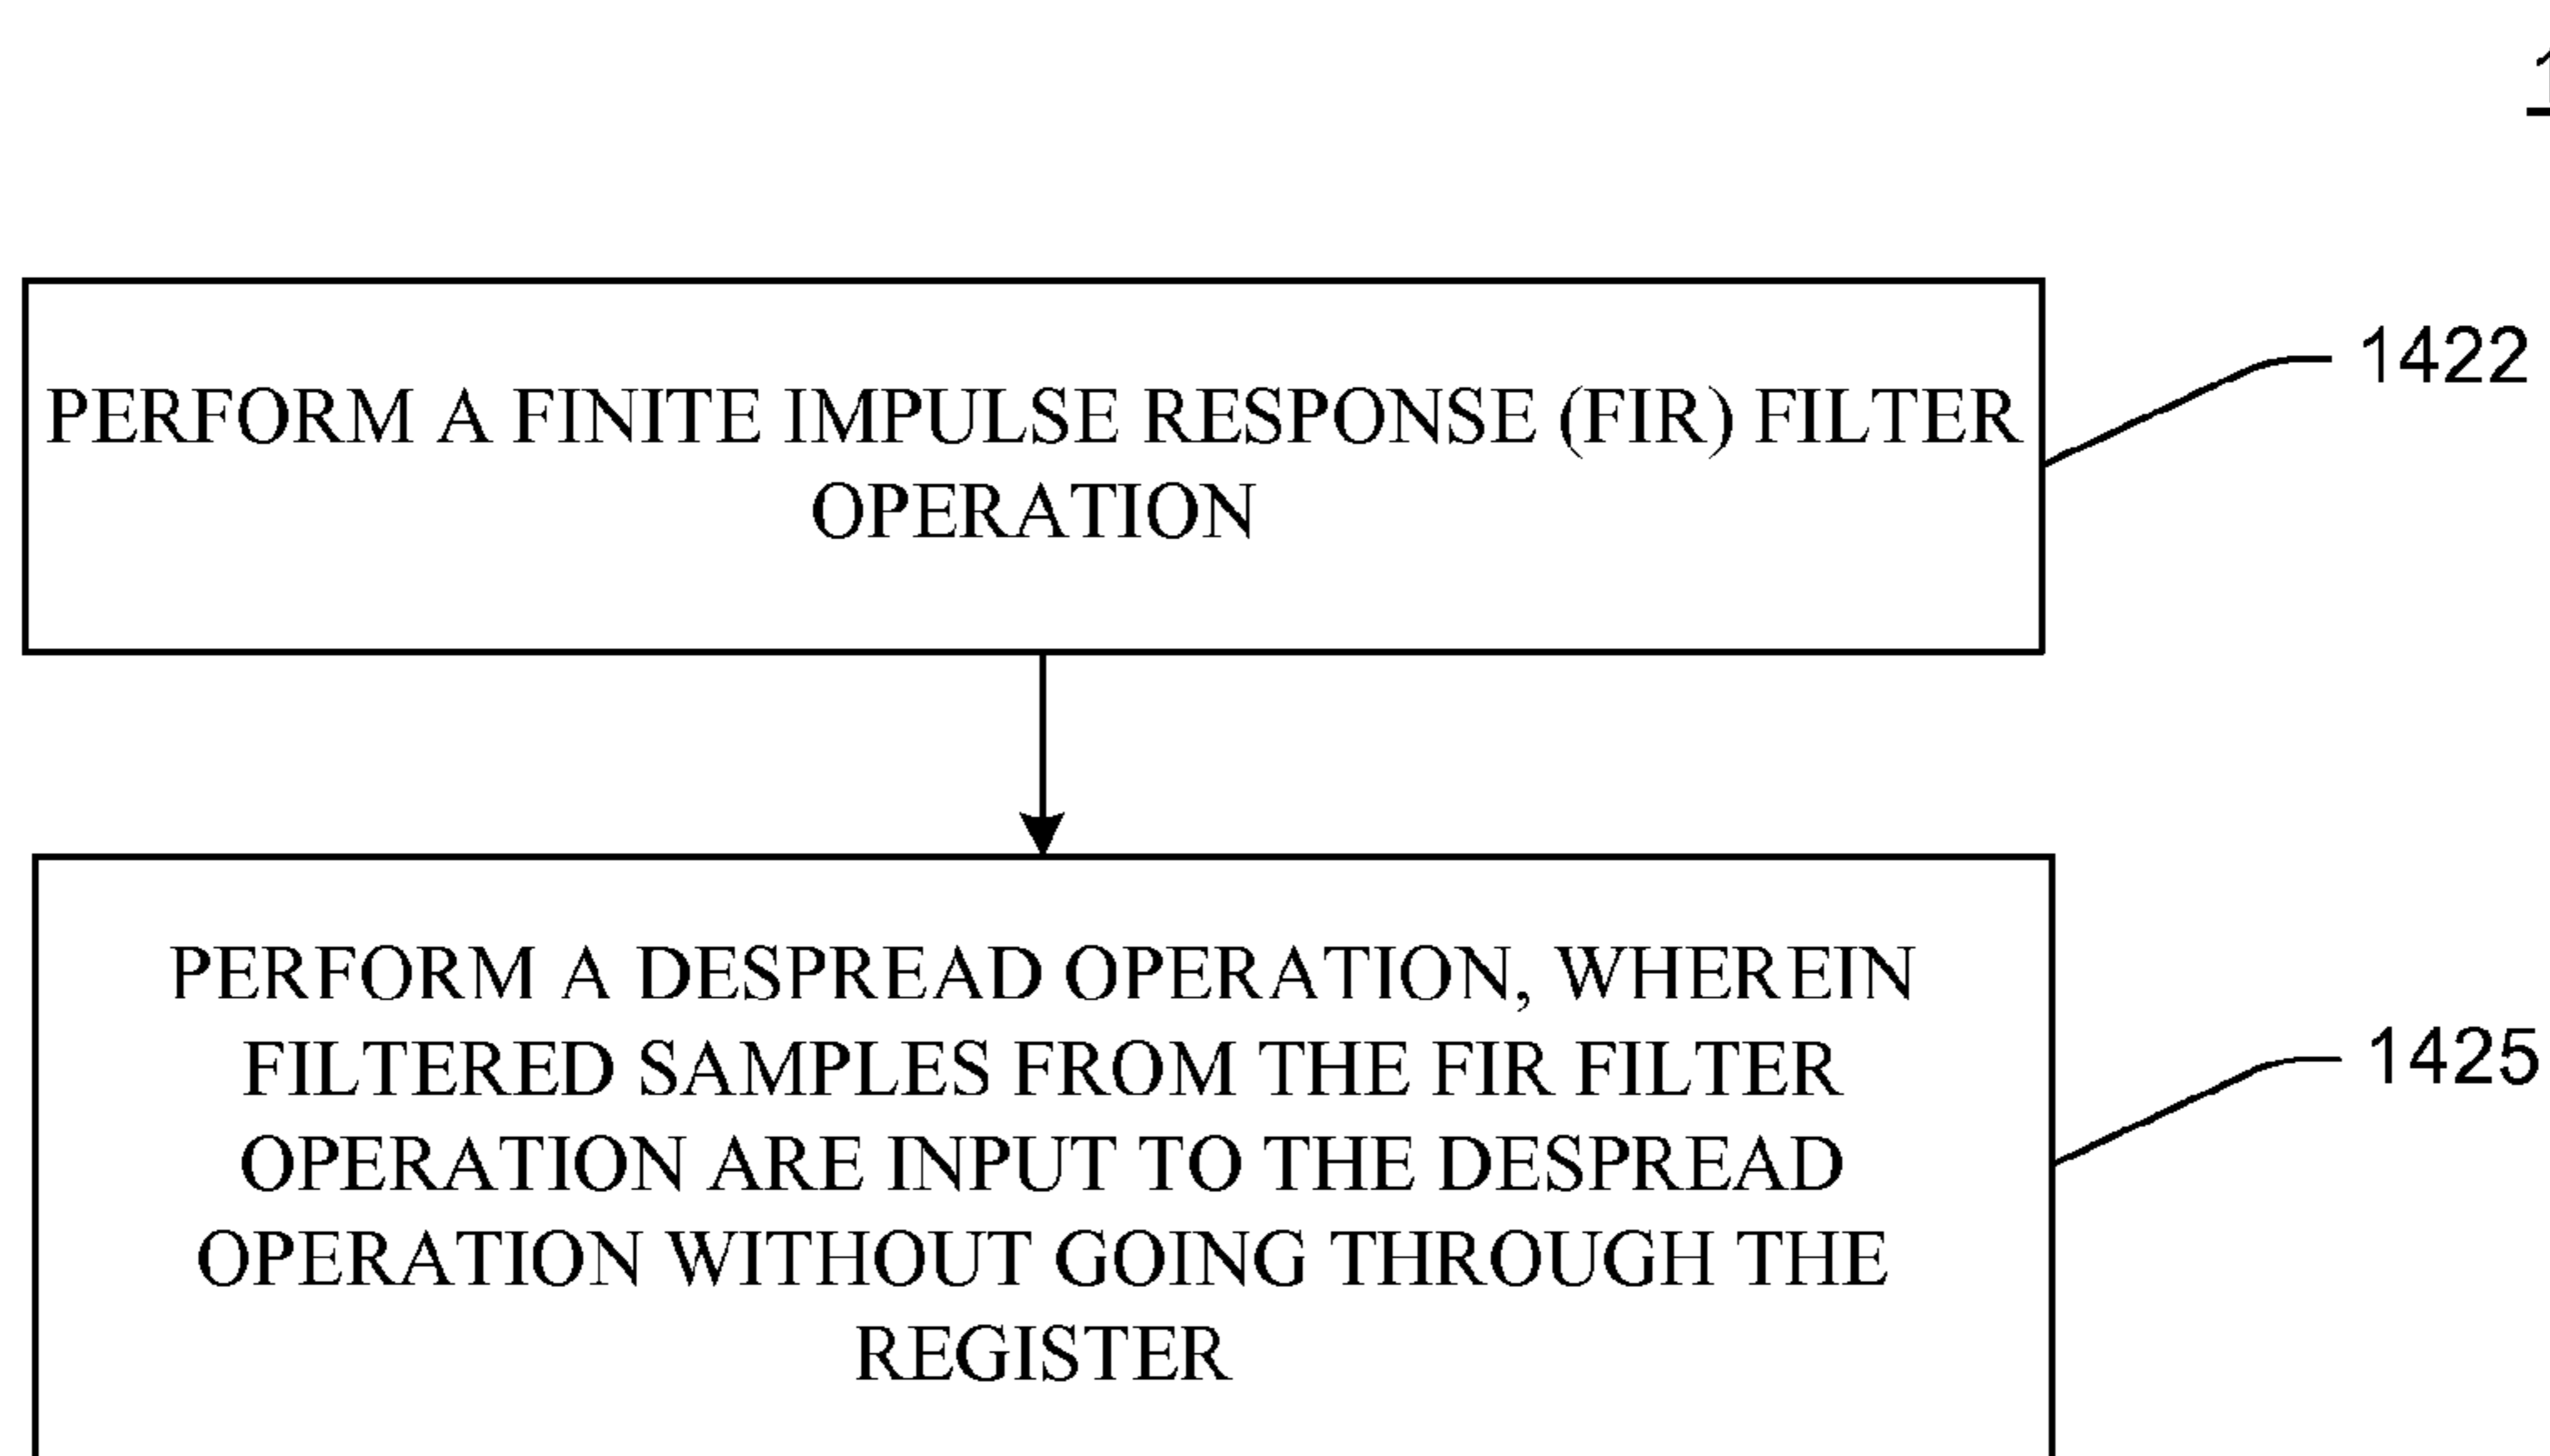 PERFORM A FINITE IMPULSE RESPONSE (FIR) FILTER
OPERATION
1422
PERFORM A DESPREAD OPERATION, WHEREIN
FILTERED SAMPLES FROM THE FIR FILTER
OPERATION ARE INPUT TO THE DESPREAD
OPERATION WITHOUT GOING THROUGH THE
REGISTER
1425